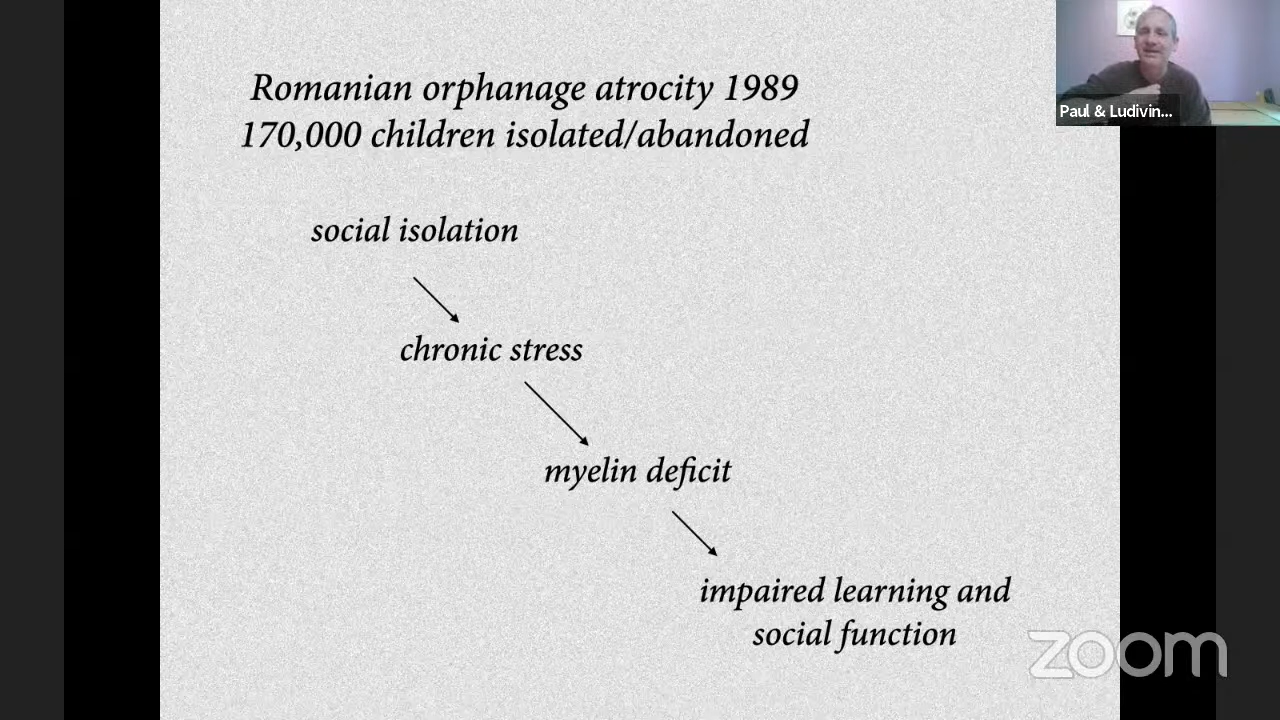 Romanian orphanage atrocity 1989
170,000 children isolated/abandoned
Paul & Ludivin...
social isolation
chronic stress
myelin deficit
impaired learning and
social function
zoom